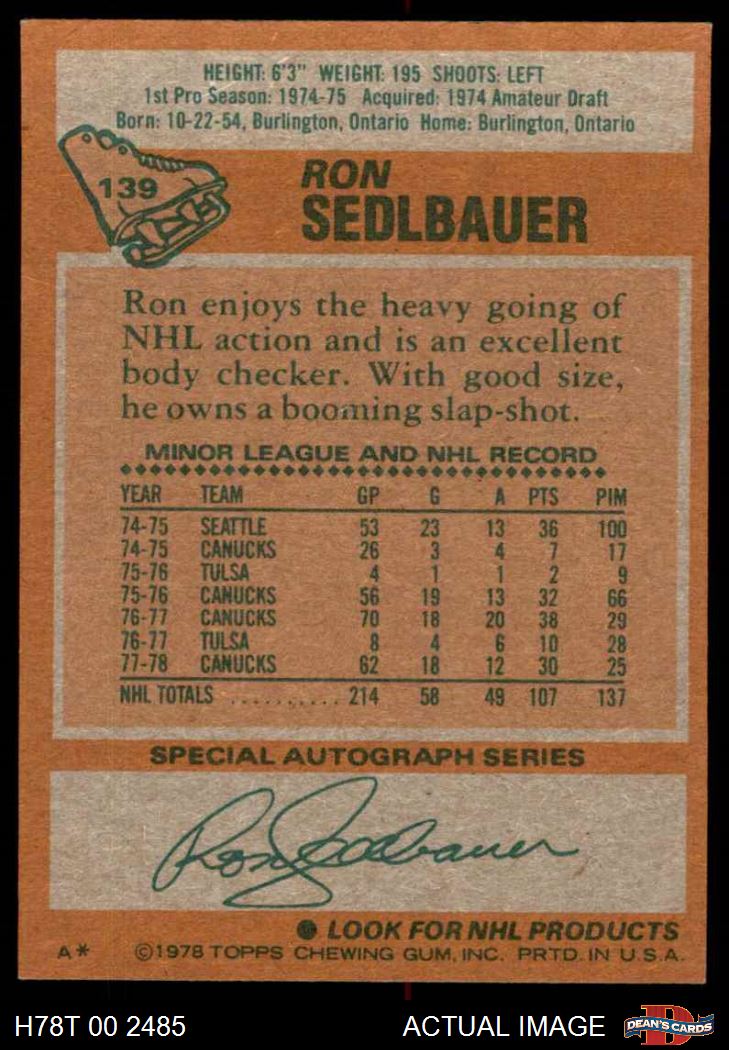 HEIGHT: 6'3" WEIGHT: 195 SHOOTS: LEFT
1st Pro Season: 1974-75 Acquired: 1974 Amateur Draft
Born: 10-22-54, Burlington, Ontario Home: Burlington, Ontario
139
RON
SEDLBAUER
Ron enjoys the heavy going of
NHL action and is an excellent
body checker. With good size,
he owns a booming slap-shot.
MINOR LEAGUE AND NHL RECORD
YEAR TEAM GP G A PTS PIM
74-75 SEATTLE 53 23 13 36 100
74-75 CANUCKS 26 3 4 7 17
75-76 TULSA 4 1 1 2 9
75-76 CANUCKS 56 19 13 32 66
76-77 CANUCKS 70 18 20 38 29
76-77 TULSA 8 4 6 10 28
77-78 CANUCKS 62 18 12 30 25
NHL TOTALS .......... 214 58 49 107 137
SPECIAL AUTOGRAPH SERIES
Ron Sedlbauer
● LOOK FOR NHL PRODUCTS
A* ©1978 TOPPS CHEWING GUM, INC. PRTD. IN U.S.A.
H78T 00 2485 ACTUAL IMAGE DEAN'S CARDS